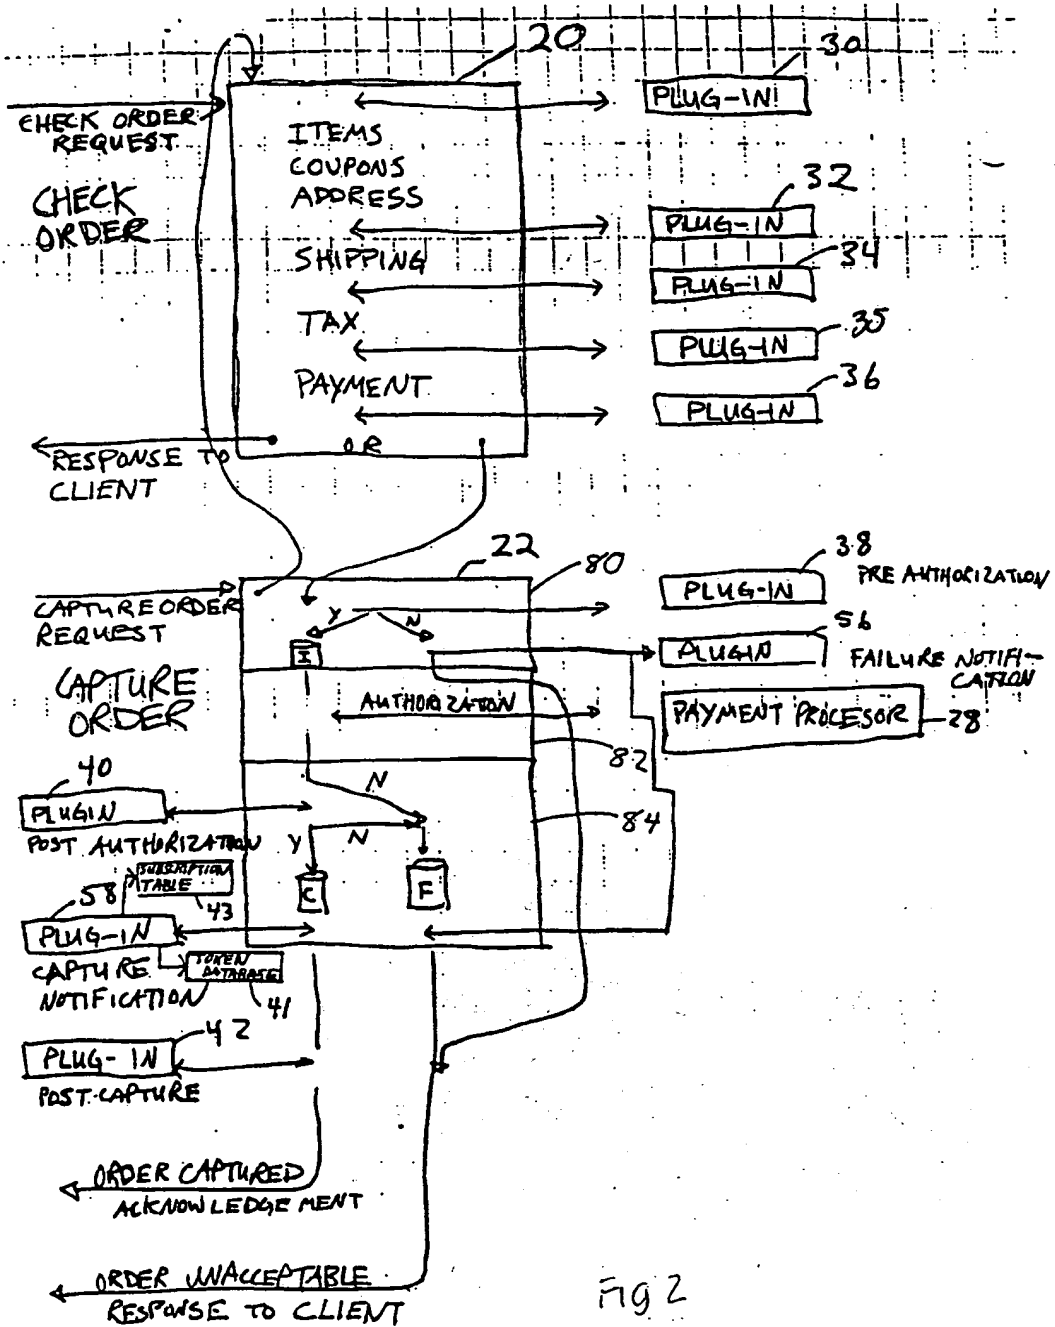 20
30
PLUG-IN
CHECK ORDER
REQUEST
ITEMS
COUPONS
ADDRESS
CHECK
ORDER
32
PLUG-IN
SHIPPING
34
PLUG-IN
TAX
35
PLUG-IN
PAYMENT
36
PLUG-IN
OR
RESPONSE TO
CLIENT
22
80
38
PLUG-IN
PRE AUTHORIZATION
CAPTURE ORDER
REQUEST
Y
N
I
56
PLUGIN
FAILURE NOTIFI-
CATION
CAPTURE
ORDER
AUTHORIZATION
PAYMENT PROCESOR
28
82
40
PLUGIN
POST AUTHORIZATION
N
84
Y
N
C
F
SUBSCRIPTION
TABLE
43
58
PLUG-IN
CAPTURE
NOTIFICATION
TOKEN
DATABASE
41
42
PLUG-IN
POST-CAPTURE
ORDER CAPTURED
ACKNOWLEDGEMENT
ORDER UNACCEPTABLE
RESPONSE TO CLIENT
Fig 2